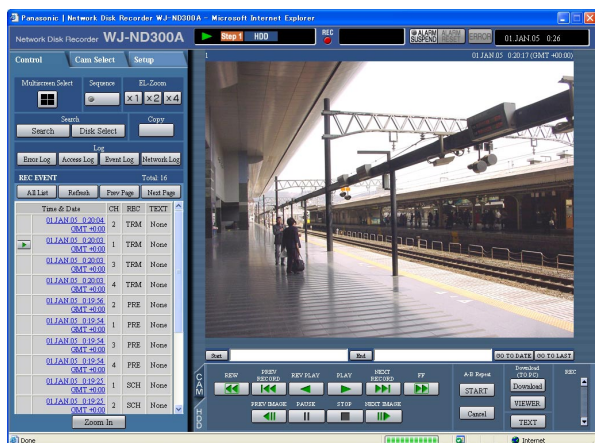 Panasonic | Network Disk Recorder WJ-ND300A - Microsoft Internet Explorer
Network Disk Recorder WJ-ND300A
Step 1 HDD
REC
ALARM SUSPEND
ALARM RESET
ERROR
01.JAN.05 0:26
Control
Cam Select
Setup
1
01.JAN.05 0:20:17 (GMT +00:00)
Multiscreen Select
Sequence
EL-Zoom
x1 x2 x4
Search
Copy
Search
Disk Select
Log
Error Log
Access Log
Event Log
Network Log
REC EVENT
Total: 16
All List
Refresh
Prev Page
Next Page
Time & Date CH REC TEXT
01.JAN.05 0:20:04 GMT +0:00 2 TRM None
01.JAN.05 0:20:03 GMT +0:00 1 TRM None
01.JAN.05 0:20:03 GMT +0:00 3 TRM None
01.JAN.05 0:20:03 GMT +0:00 4 TRM None
01.JAN.05 0:19:56 GMT +0:00 2 PRE None
01.JAN.05 0:19:54 GMT +0:00 1 PRE None
01.JAN.05 0:19:54 GMT +0:00 3 PRE None
01.JAN.05 0:19:54 GMT +0:00 4 PRE None
01.JAN.05 0:19:25 GMT +0:00 1 SCH None
01.JAN.05 0:19:25 GMT +0:00 2 SCH None
Zoom In
Start
End
GO TO DATE
GO TO LAST
CAM
HDD
REW
PREV RECORD
REV PLAY
PLAY
NEXT RECORD
FF
PREV IMAGE
PAUSE
STOP
NEXT IMAGE
A-B Repeat
START
Cancel
Download (TO PC)
Download
VIEWER
TEXT
REC
Done
Internet